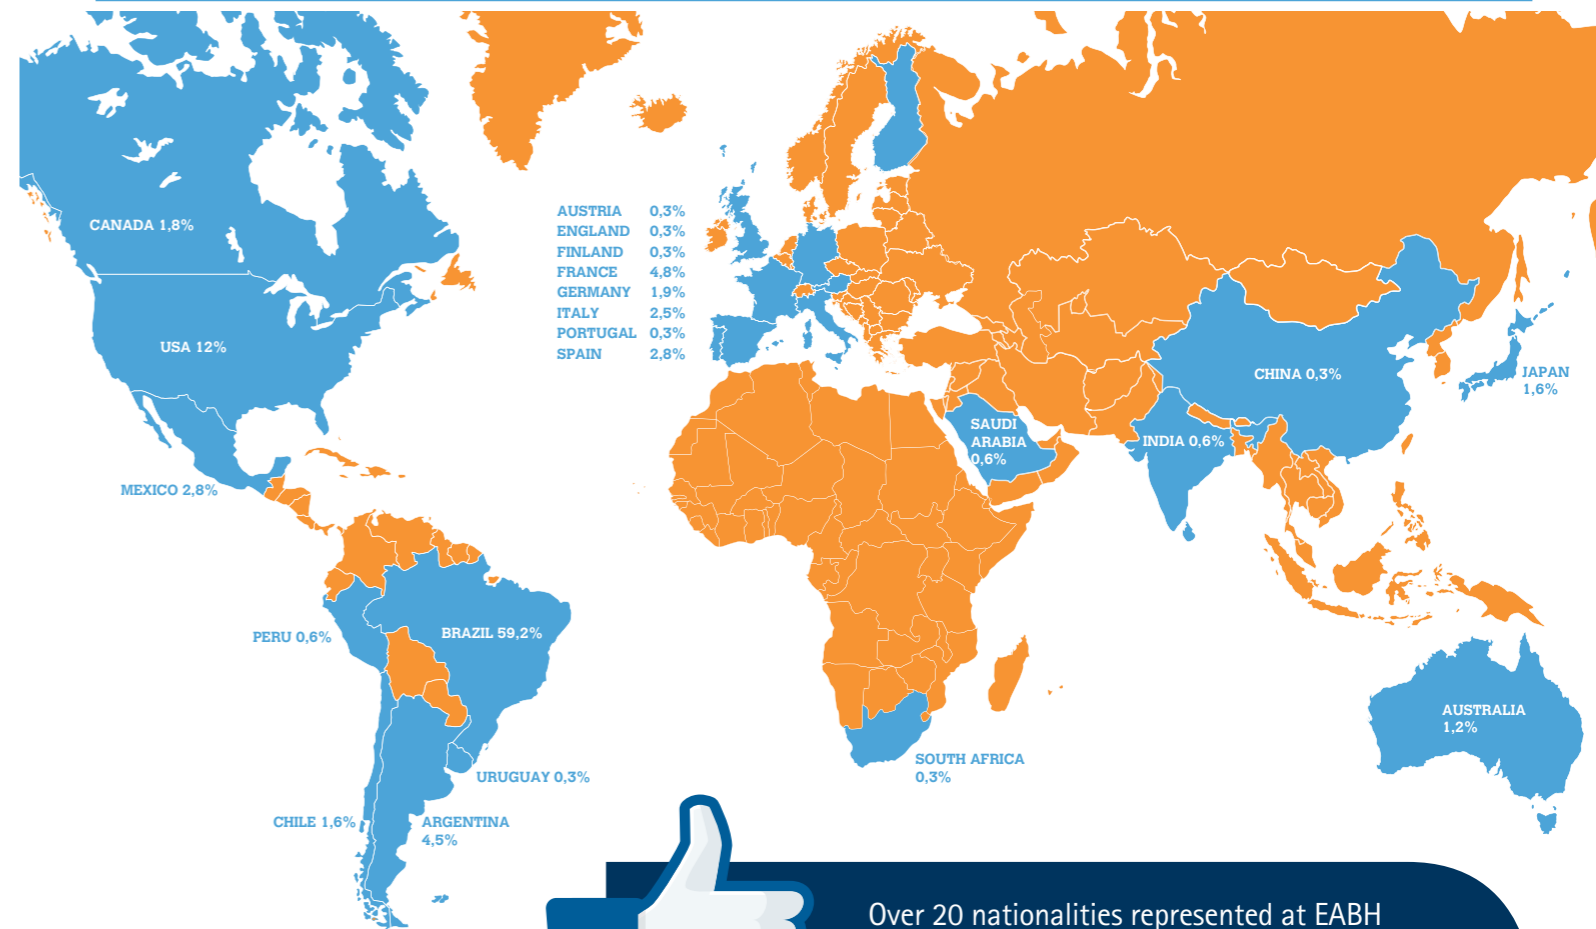 CANADA 1,8%
USA 12%
MEXICO 2,8%
PERU 0,6%
BRAZIL 59,2%
URUGUAY 0,3%
CHILE 1,6%
ARGENTINA
4,5%
AUSTRIA 0,3%
ENGLAND 0,3%
FINLAND 0,3%
FRANCE 4,8%
GERMANY 1,9%
ITALY 2,5%
PORTUGAL 0,3%
SPAIN 2,8%
SAUDI
ARABIA
0,6%
INDIA 0,6%
CHINA 0,3%
JAPAN
1,6%
SOUTH AFRICA
0,3%
AUSTRALIA
1,2%
Over 20 nationalities represented at EABH